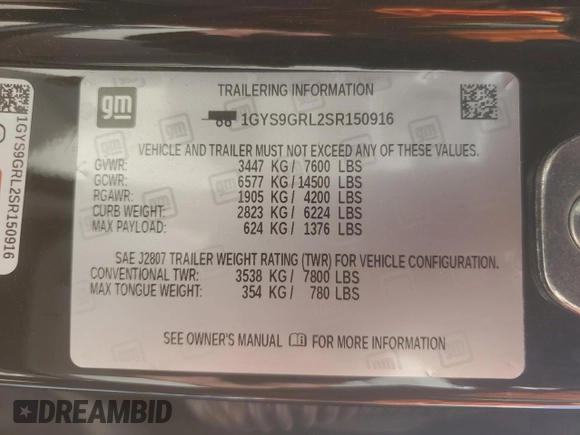 TRAILERING INFORMATION
gm
1GYS9GRL2SR150916
VEHICLE AND TRAILER MUST NOT EXCEED ANY OF THESE VALUES.
GVWR: 3447 KG / 7600 LBS
GCWR: 6577 KG / 14500 LBS
RGAWR: 1905 KG / 4200 LBS
CURB WEIGHT: 2823 KG / 6224 LBS
MAX PAYLOAD: 624 KG / 1376 LBS
SAE J2807 TRAILER WEIGHT RATING (TWR) FOR VEHICLE CONFIGURATION.
CONVENTIONAL TWR: 3538 KG / 7800 LBS
MAX TONGUE WEIGHT: 354 KG / 780 LBS
SEE OWNER'S MANUAL FOR MORE INFORMATION
1GYS9GRL2SR150916
DREAMBID